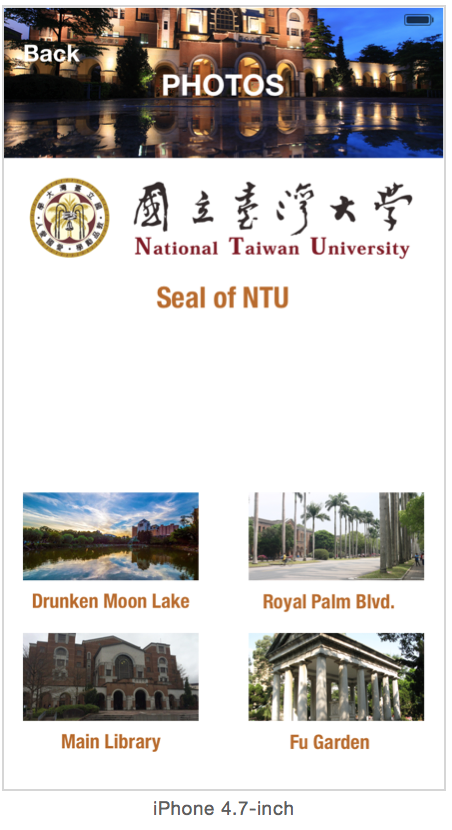 Back
PHOTOS
國立臺灣大學
National Taiwan University
Seal of NTU
Drunken Moon Lake
Royal Palm Blvd.
Main Library
Fu Garden
iPhone 4.7-inch